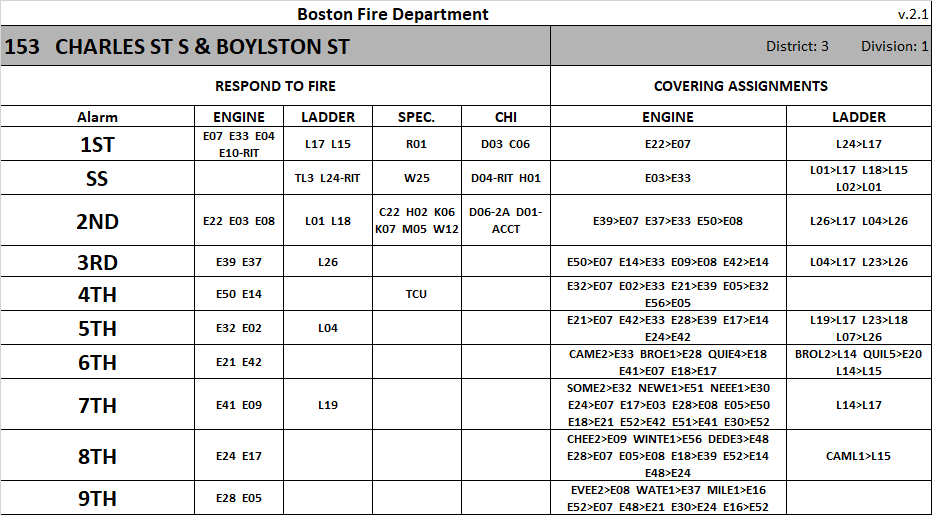 Boston Fire Department v.2.1
153 CHARLES ST S & BOYLSTON ST District: 3 Division: 1
RESPOND TO FIRE COVERING ASSIGNMENTS
Alarm ENGINE LADDER SPEC. CHI ENGINE LADDER
1ST
E07 E33 E04
E10-RIT
L17 L15
R01
D03 C06
E22>E07
L24>L17
SS
TL3 L24-RIT
W25
D04-RIT H01
E03>E33
L01>L17 L18>L15
L02>L01
2ND
E22 E03 E08
L01 L18
C22 H02 K06
K07 M05 W12
D06-2A D01-
ACCT
E39>E07 E37>E33 E50>E08
L26>L17 L04>L26
3RD
E39 E37
L26
E50>E07 E14>E33 E09>E08 E42>E14
L04>L17 L23>L26
4TH
E50 E14
TCU
E32>E07 E02>E33 E21>E39 E05>E32
E56>E05
5TH
E32 E02
L04
E21>E07 E42>E33 E28>E39 E17>E14
E24>E42
L19>L17 L23>L18
L07>L26
6TH
E21 E42
CAME2>E33 BROE1>E28 QUIE4>E18
E41>E07 E18>E17
BROL2>L14 QUIL5>E20
L14>L15
7TH
E41 E09
L19
SOME2>E32 NEWE1>E51 NEEE1>E30
E24>E07 E17>E03 E28>E08 E05>E50
E18>E21 E52>E42 E51>E41 E30>E52
L14>L17
8TH
E24 E17
CHEE2>E09 WINTE1>E56 DEDE3>E48
E28>E07 E05>E08 E18>E39 E52>E14
E48>E24
CAML1>L15
9TH
E28 E05
EVEE2>E08 WATE1>E37 MILE1>E16
E52>E07 E48>E21 E30>E24 E16>E52